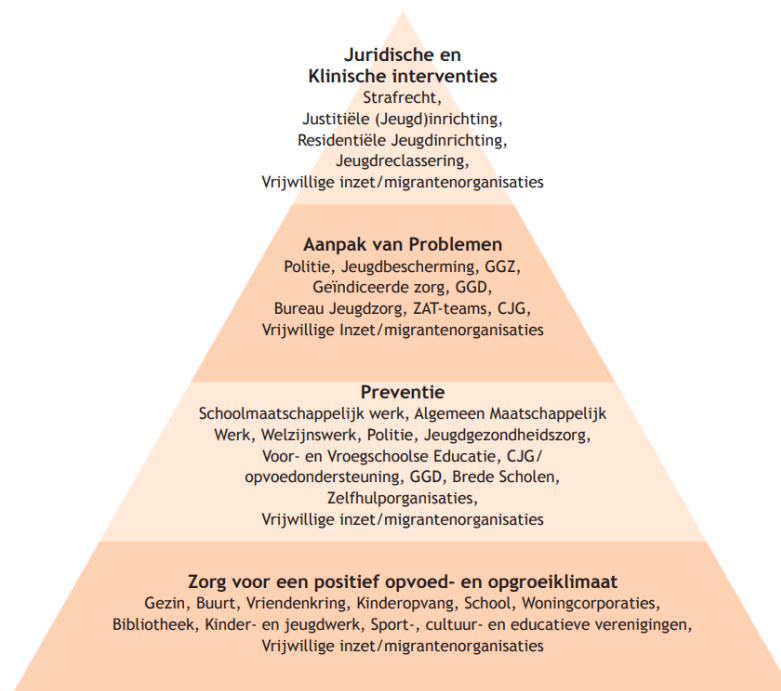 Juridische en
Klinische interventies
Strafrecht,
Justitiële (Jeugd)inrichting,
Residentiële Jeugdinrichting,
Jeugdreclassering,
Vrijwillige inzet/migrantenorganisaties
Aanpak van Problemen
Politie, Jeugdbescherming, GGZ,
Geïndiceerde zorg, GGD,
Bureau Jeugdzorg, ZAT-teams, CJG,
Vrijwillige Inzet/migrantenorganisaties
Preventie
Schoolmaatschappelijk werk, Algemeen Maatschappelijk
Werk, Welzijnswerk, Politie, Jeugdgezondheidszorg,
Voor- en Vroegschoolse Educatie, CJG/
opvoedondersteuning, GGD, Brede Scholen,
Zelfhulporganisaties,
Vrijwillige inzet/migrantenorganisaties
Zorg voor een positief opvoed- en opgroeiklimaat
Gezin, Buurt, Vriendenkring, Kinderopvang, School, Woningcorporaties,
Bibliotheek, Kinder- en jeugdwerk, Sport-, cultuur- en educatieve verenigingen,
Vrijwillige inzet/migrantenorganisaties